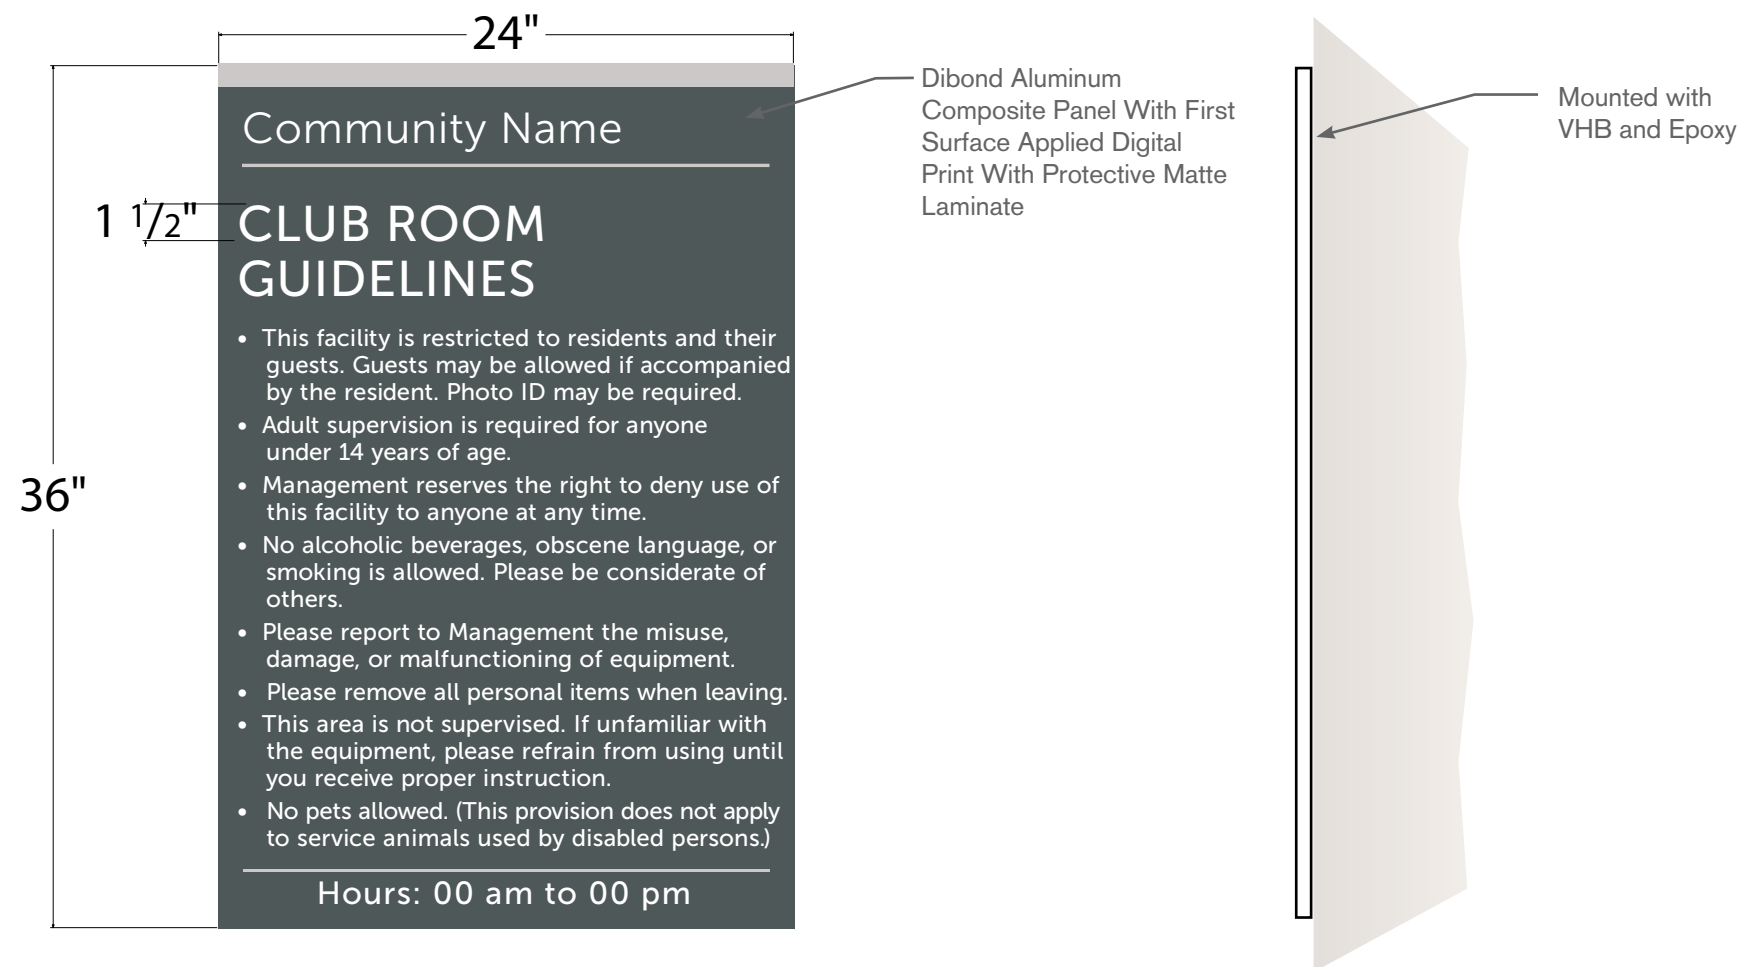 24"
Dibond Aluminum
Composite Panel With First
Surface Applied Digital
Print With Protective Matte
Laminate
Mounted with
VHB and Epoxy
Community Name
1 1/2"
CLUB ROOM
GUIDELINES
• This facility is restricted to residents and their
guests. Guests may be allowed if accompanied
by the resident. Photo ID may be required.
• Adult supervision is required for anyone
under 14 years of age.
• Management reserves the right to deny use of
this facility to anyone at any time.
• No alcoholic beverages, obscene language, or
smoking is allowed. Please be considerate of
others.
• Please report to Management the misuse,
damage, or malfunctioning of equipment.
• Please remove all personal items when leaving.
• This area is not supervised. If unfamiliar with
the equipment, please refrain from using until
you receive proper instruction.
• No pets allowed. (This provision does not apply
to service animals used by disabled persons.)
Hours: 00 am to 00 pm
36"